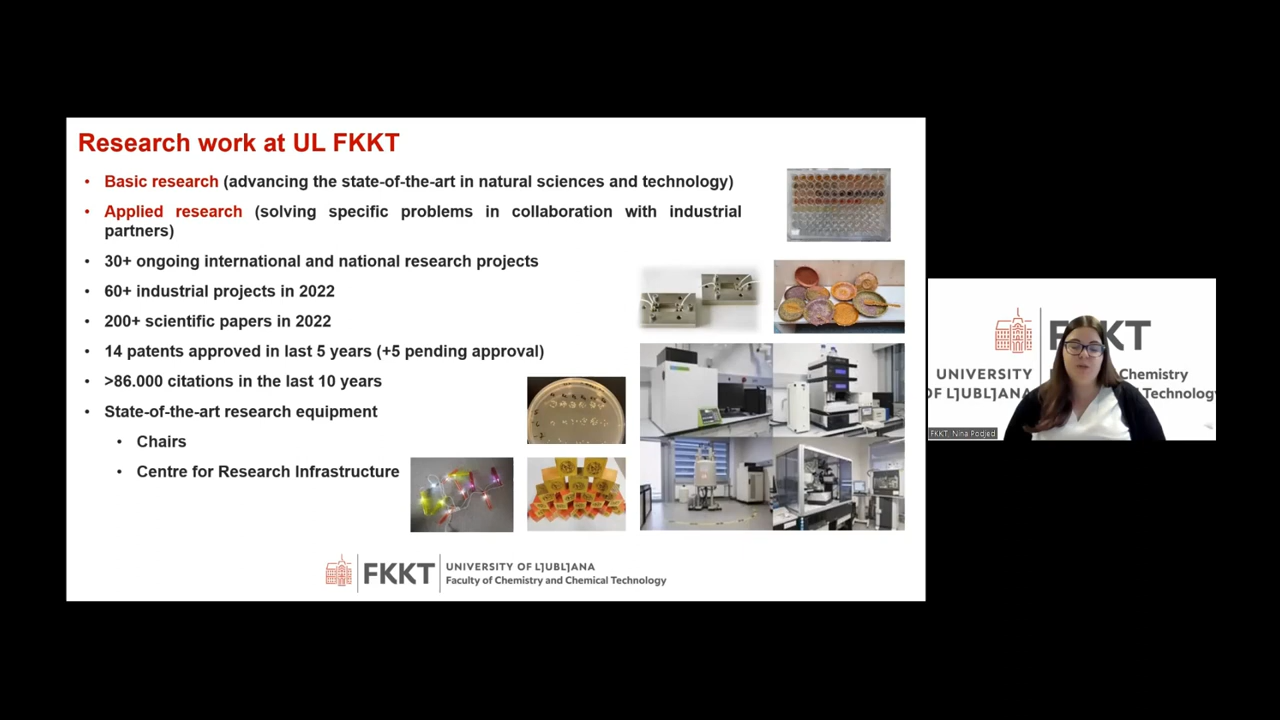 Research work at UL FKKT
• Basic research (advancing the state-of-the-art in natural sciences and technology)
• Applied research (solving specific problems in collaboration with industrial
partners)
• 30+ ongoing international and national research projects
• 60+ industrial projects in 2022
• 200+ scientific papers in 2022
• 14 patents approved in last 5 years (+5 pending approval)
• >86.000 citations in the last 10 years
• State-of-the-art research equipment
• Chairs
• Centre for Research Infrastructure
FKKT
UNIVERSITY OF LJUBLJANA
Faculty of Chemistry and Chemical Technology
FKKT
UNIVERSITY
OF LJUBLJANA
Chemistry
Technology
FKKT, Nina Podjed